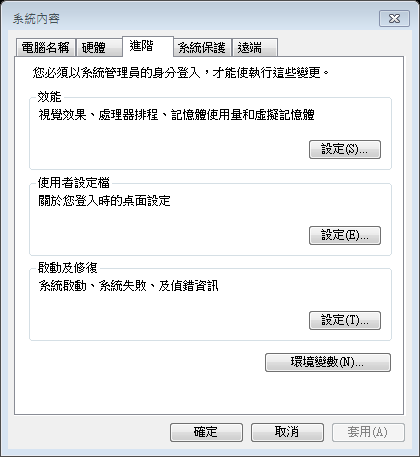 系統內容
電腦名稱 硬體 進階 系統保護 遠端
您必須以系統管理員的身分登入，才能使執行這些變更。
效能
視覺效果、處理器排程、記憶體使用量和虛擬記憶體
設定(S)...
使用者設定檔
關於您登入時的桌面設定
設定(E)...
啟動及修復
系統啟動、系統失敗、及偵錯資訊
設定(T)...
環境變數(N)...
確定 取消 套用(A)